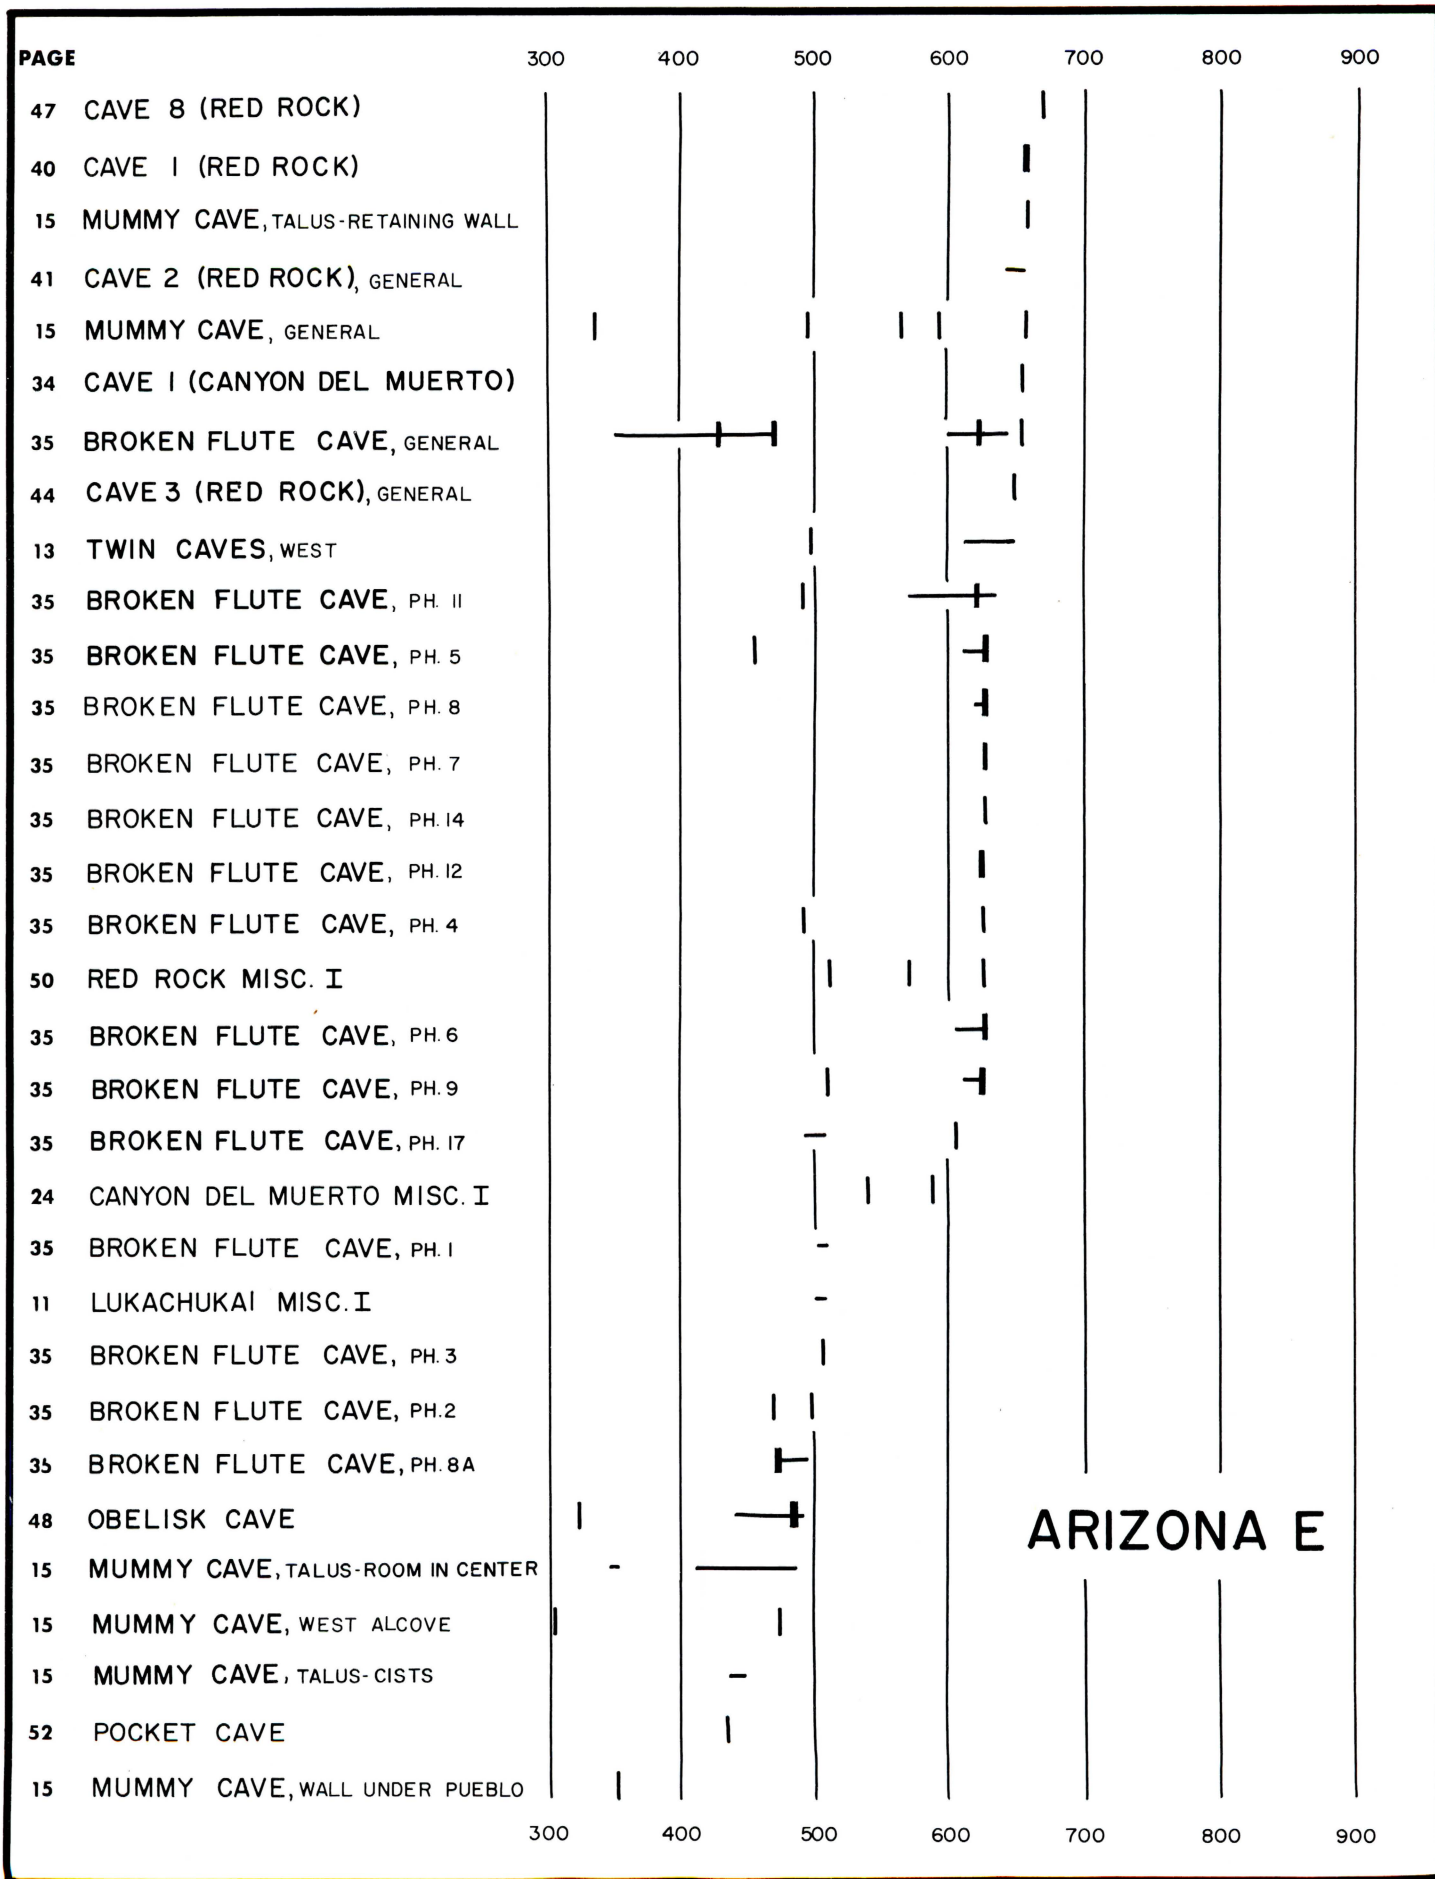 PAGE 300 400 500 600 700 800 900
47 CAVE 8 (RED ROCK)
40 CAVE 1 (RED ROCK)
15 MUMMY CAVE, TALUS-RETAINING WALL
41 CAVE 2 (RED ROCK), GENERAL
15 MUMMY CAVE, GENERAL
34 CAVE 1 (CANYON DEL MUERTO)
35 BROKEN FLUTE CAVE, GENERAL
44 CAVE 3 (RED ROCK), GENERAL
13 TWIN CAVES, WEST
35 BROKEN FLUTE CAVE, PH. 11
35 BROKEN FLUTE CAVE, PH. 5
35 BROKEN FLUTE CAVE, PH. 8
35 BROKEN FLUTE CAVE, PH. 7
35 BROKEN FLUTE CAVE, PH. 14
35 BROKEN FLUTE CAVE, PH. 12
35 BROKEN FLUTE CAVE, PH. 4
50 RED ROCK MISC. I
35 BROKEN FLUTE CAVE, PH. 6
35 BROKEN FLUTE CAVE, PH. 9
35 BROKEN FLUTE CAVE, PH. 17
24 CANYON DEL MUERTO MISC. I
35 BROKEN FLUTE CAVE, PH. 1
11 LUKACHUKAI MISC. I
35 BROKEN FLUTE CAVE, PH. 3
35 BROKEN FLUTE CAVE, PH. 2
35 BROKEN FLUTE CAVE, PH. 8A
48 OBELISK CAVE
ARIZONA E
15 MUMMY CAVE, TALUS-ROOM IN CENTER
15 MUMMY CAVE, WEST ALCOVE
15 MUMMY CAVE, TALUS-CISTS
52 POCKET CAVE
15 MUMMY CAVE, WALL UNDER PUEBLO
300 400 500 600 700 800 900